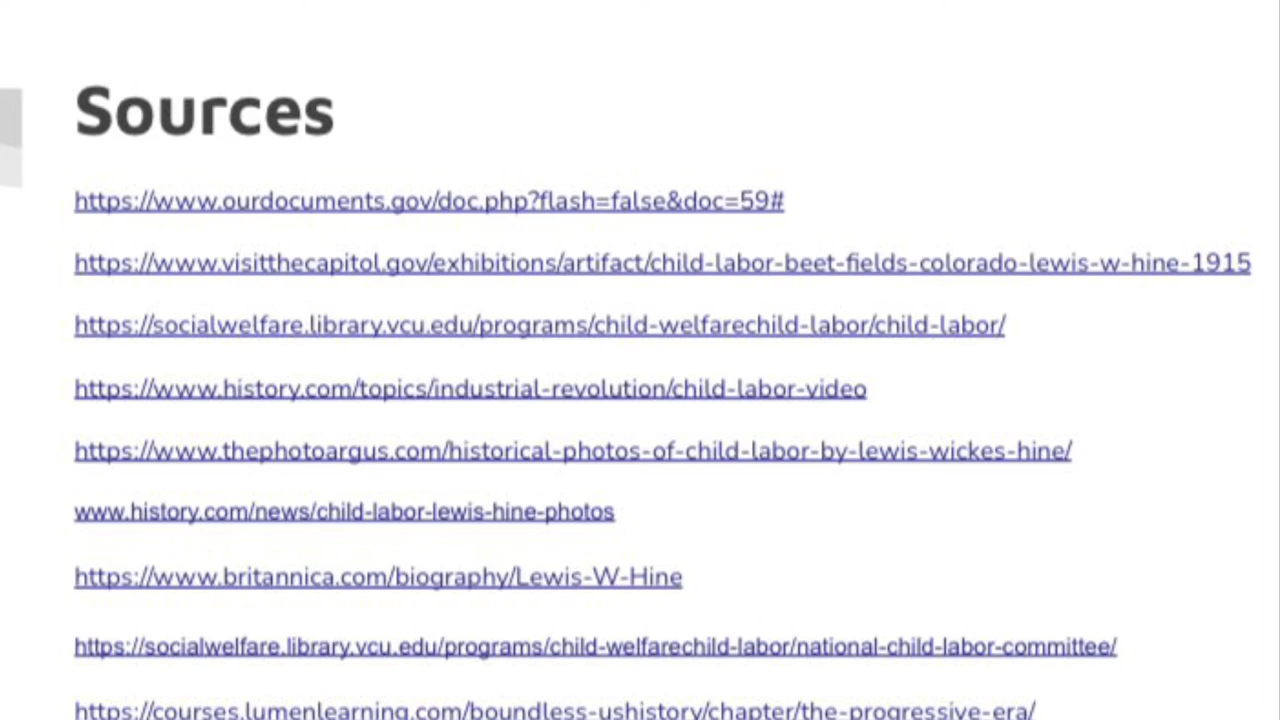 Sources
https://www.ourdocuments.gov/doc.php?flash=false&doc=59#
https://www.visitthecapitol.gov/exhibitions/artifact/child-labor-beet-fields-colorado-lewis-w-hine-1915
https://socialwelfare.library.vcu.edu/programs/child-welfarechild-labor/child-labor/
https://www.history.com/topics/industrial-revolution/child-labor-video
https://www.thephotoargus.com/historical-photos-of-child-labor-by-lewis-wickes-hine/
www.history.com/news/child-labor-lewis-hine-photos
https://www.britannica.com/biography/Lewis-W-Hine
https://socialwelfare.library.vcu.edu/programs/child-welfarechild-labor/national-child-labor-committee/
https://courses.lumenlearning.com/boundless-ushistory/chapter/the-progressive-era/